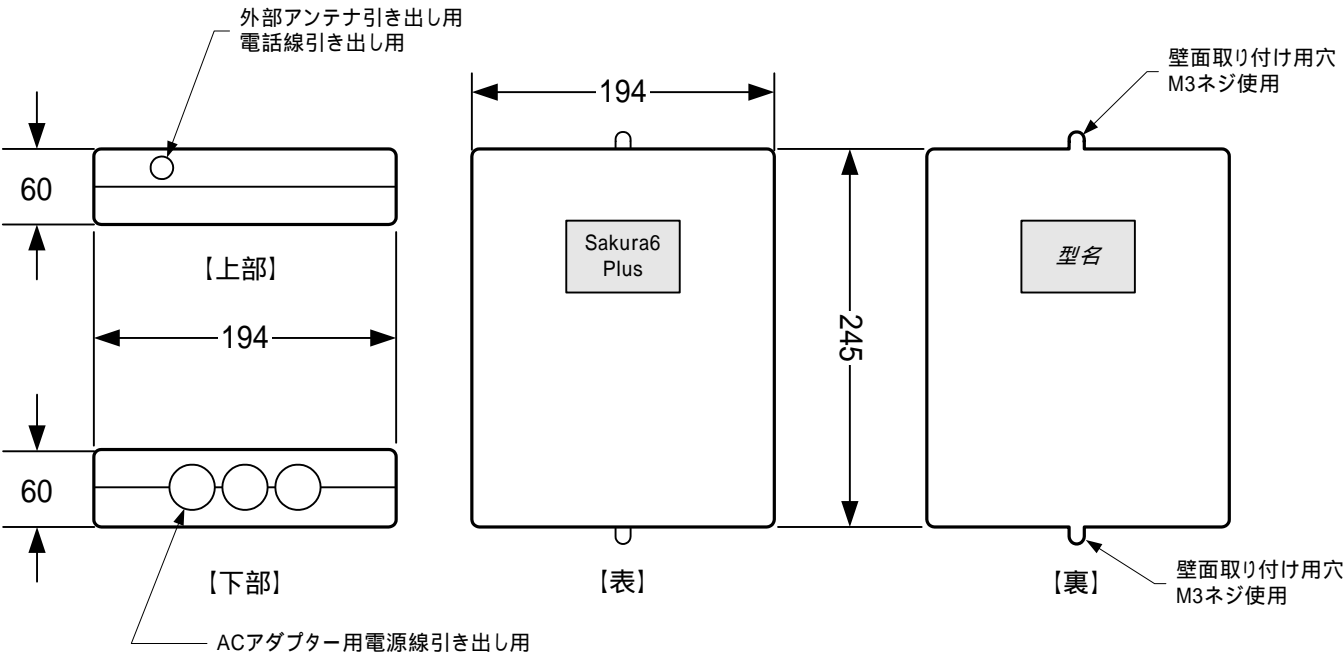 外部アンテナ引き出し用
電話線引き出し用
壁面取り付け用穴
M3ネジ使用
194
60
Sakura6
Plus
型名
【上部】
194
245
60
【下部】
【表】
【裏】
壁面取り付け用穴
M3ネジ使用
ACアダプター用電源線引き出し用